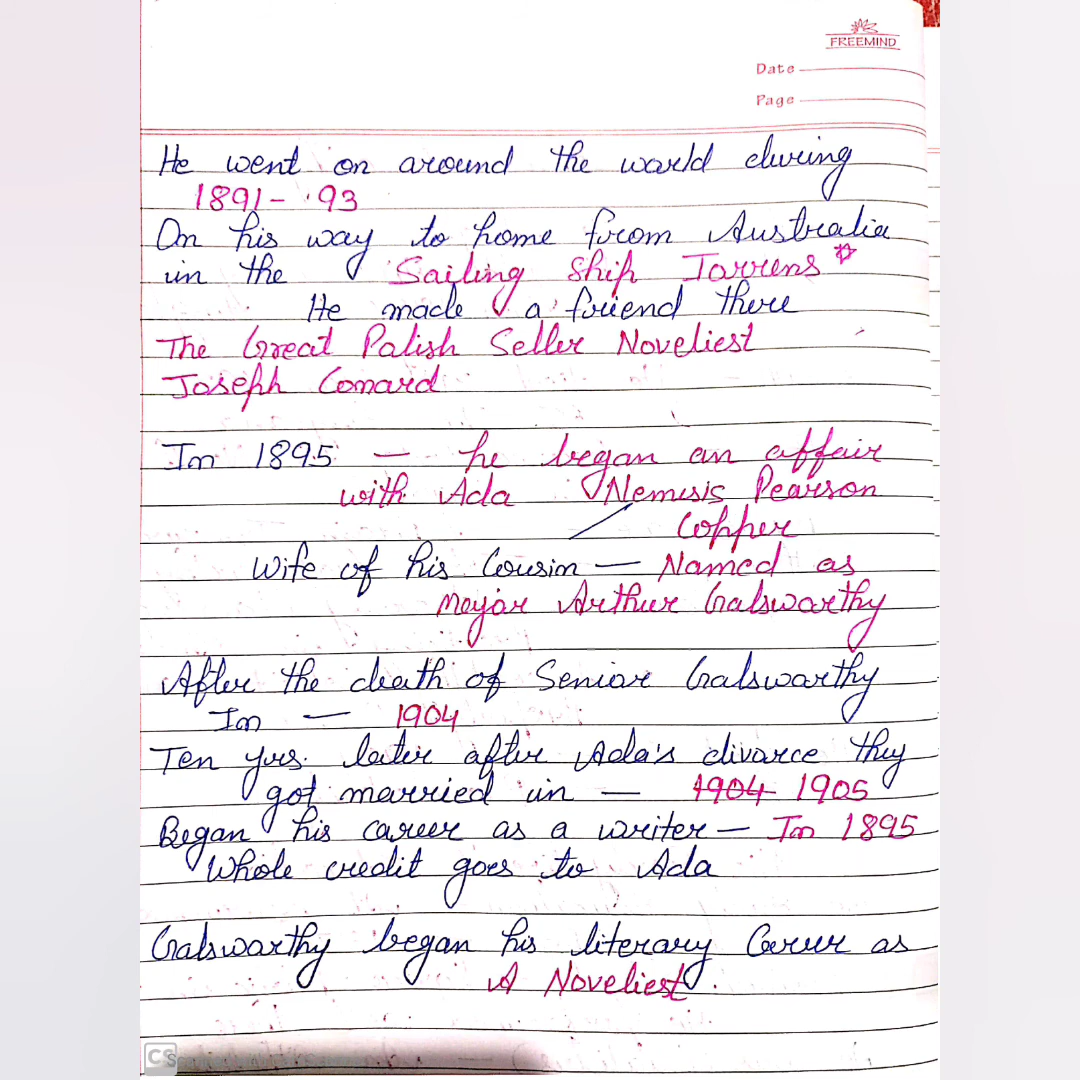 FREEMIND
Date
Page
He went on around the world during
1891-'93
On his way to home from Australia
in the Sailing Ship Torrens
He made a friend there
The Great Polish Seller Noveliest
Joseph Conard
In 1895 — he began an affair
with Ada Nemesis Pearson
Copper
Wife of his Cousin — Named as
Mayor Arthur Galsworthy
After the death of Senior Galsworthy
In — 1904
Ten yrs. later after Ada's divorce they
got married in — 1904 1905
Began his career as a writer — In 1895
Whole credit goes to Ada
Galsworthy began his literary Career as
A Noveliest.
CS